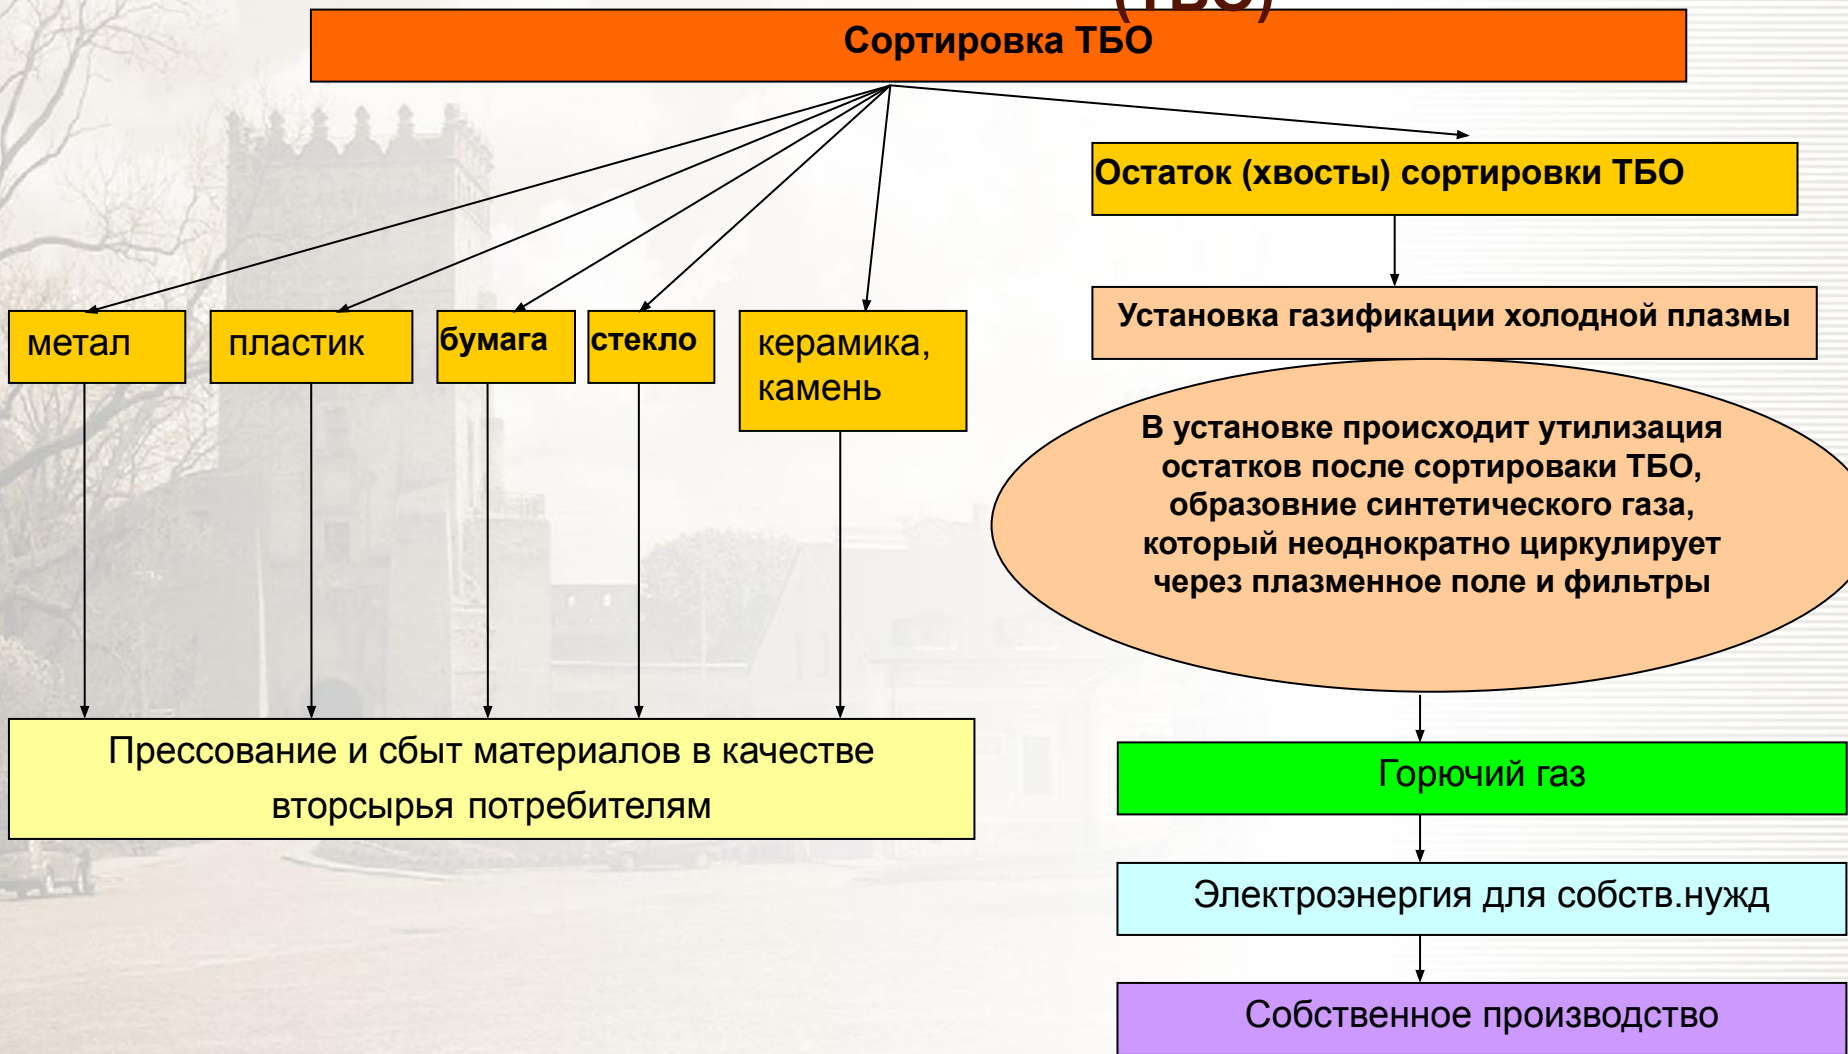 (ТБО)
Сортировка ТБО
Остаток (хвосты) сортировки ТБО
Установка газификации холодной плазмы
метал
пластик
бумага
стекло
керамика,
камень
В установке происходит утилизация
остатков после сортироваки ТБО,
образовние синтетического газа,
который неоднократно циркулирует
через плазменное поле и фильтры
Прессование и сбыт материалов в качестве
вторсырья потребителям
Горючий газ
Электроэнергия для собств.нужд
Собственное производство